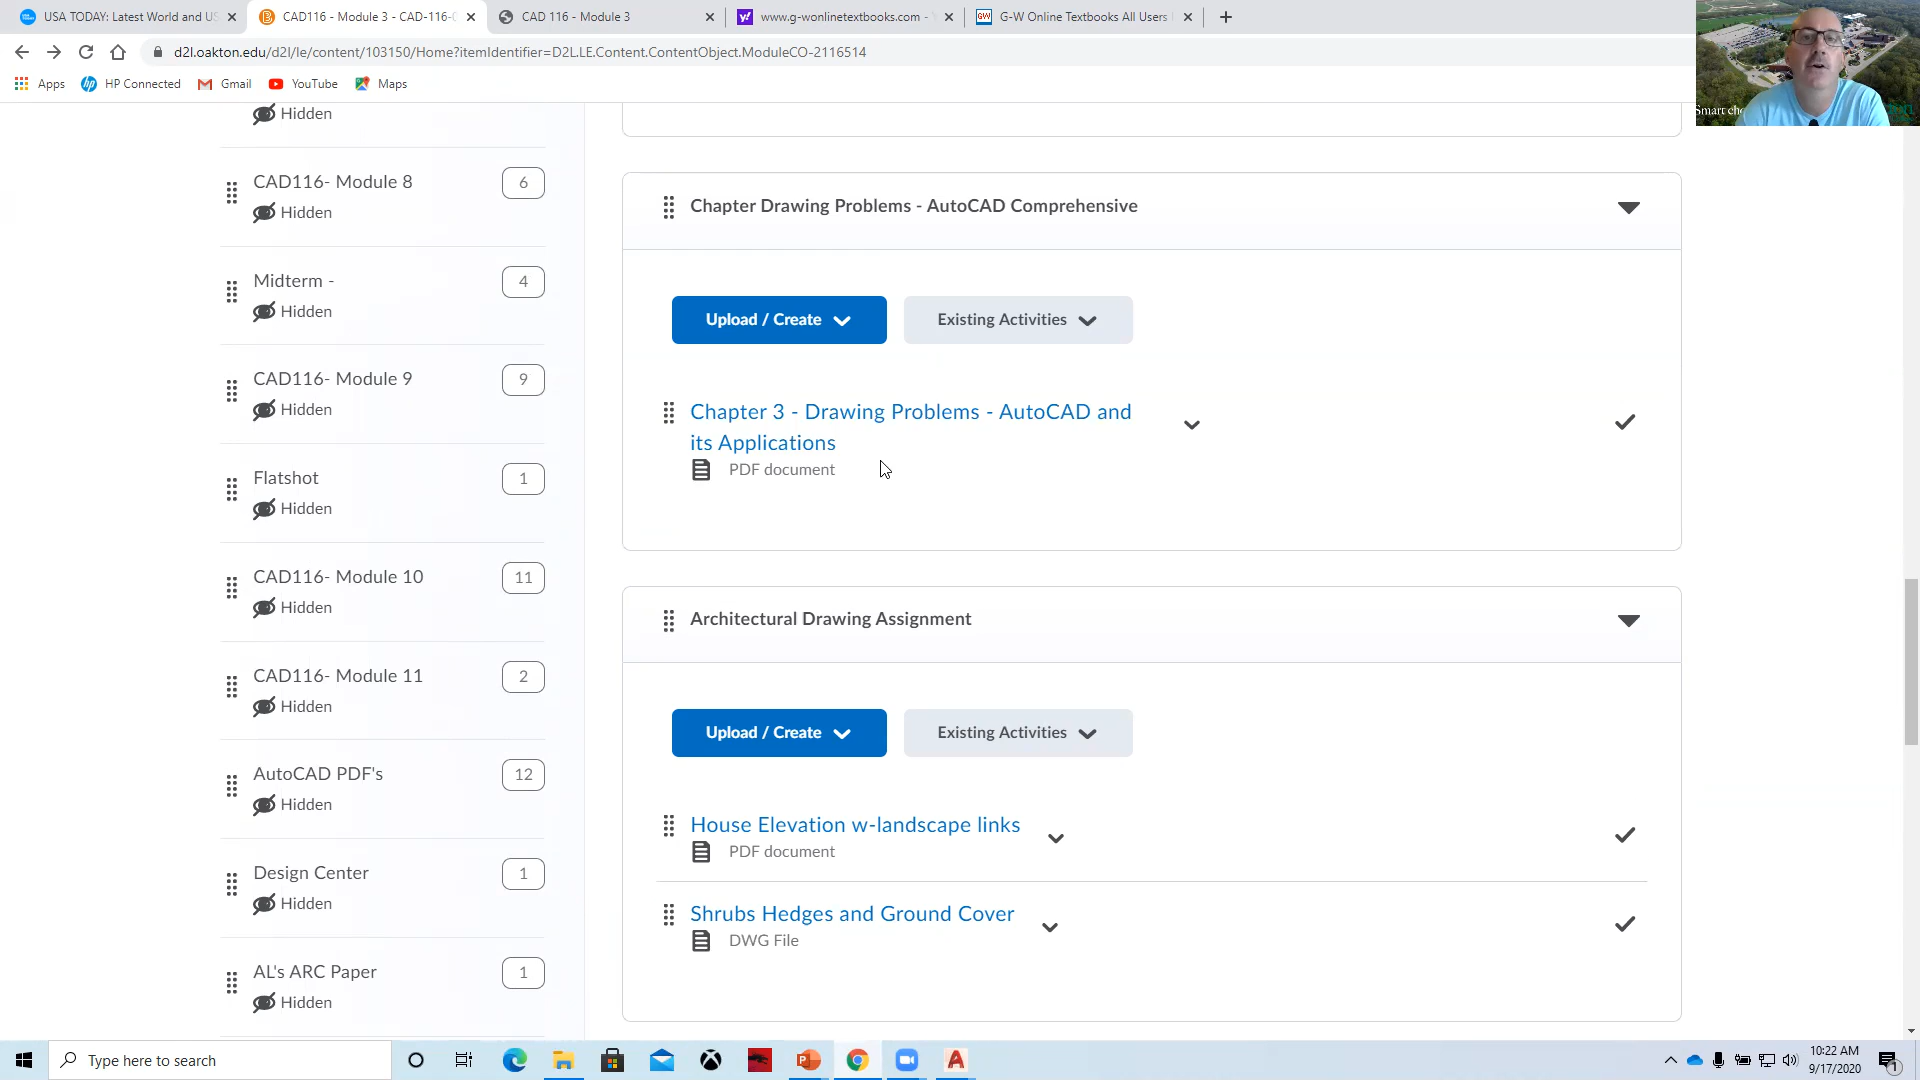 USA TODAY: Latest World and US
CAD116 - Module 3 - CAD-116-0
CAD 116 - Module 3
www.g-wonlinetextbooks.com -
G-W Online Textbooks All Users
d2l.oakton.edu/d2l/le/content/103150/Home?itemIdentifier=D2L.LE.Content.ContentObject.ModuleCO-2116514
Apps
HP Connected
Gmail
YouTube
Maps
Smart
Hidden
CAD116- Module 8
6
Hidden
Midterm -
4
Hidden
CAD116- Module 9
9
Hidden
Flatshot
1
Hidden
CAD116- Module 10
11
Hidden
CAD116- Module 11
2
Hidden
AutoCAD PDF's
12
Hidden
Design Center
1
Hidden
AL's ARC Paper
1
Hidden
Chapter Drawing Problems - AutoCAD Comprehensive
Upload / Create
Existing Activities
Chapter 3 - Drawing Problems - AutoCAD and
its Applications
PDF document
Architectural Drawing Assignment
Upload / Create
Existing Activities
House Elevation w-landscape links
PDF document
Shrubs Hedges and Ground Cover
DWG File
Type here to search
10:22 AM
9/17/2020